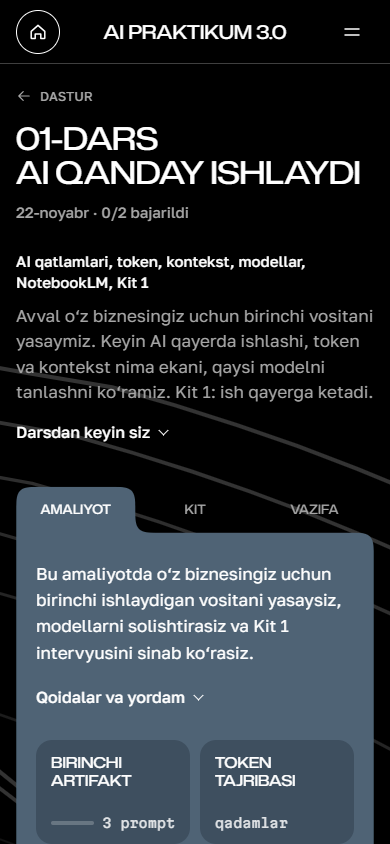 AI PRAKTIKUM 3.0
← DASTUR
01-DARS
AI QANDAY ISHLAYDI
22-noyabr · 0/2 bajarildi
AI qatlamlari, token, kontekst, modellar,
NotebookLM, Kit 1
Avval oʻz biznesingiz uchun birinchi vositani
yasaymiz. Keyin AI qayerda ishlashi, token
va kontekst nima ekani, qaysi modelni
tanlashni koʻramiz. Kit 1: ish qayerga ketadi.
Darsdan keyin siz
AMALIYOT KIT VAZIFA
Bu amaliyotda oʻz biznesingiz uchun
birinchi ishlaydigan vositani yasaysiz,
modellarni solishtirasiz va Kit 1
intervyusini sinab koʻrasiz.
Qoidalar va yordam
BIRINCHI
ARTIFAKT
3 prompt
TOKEN
TAJRIBASI
qadamlar